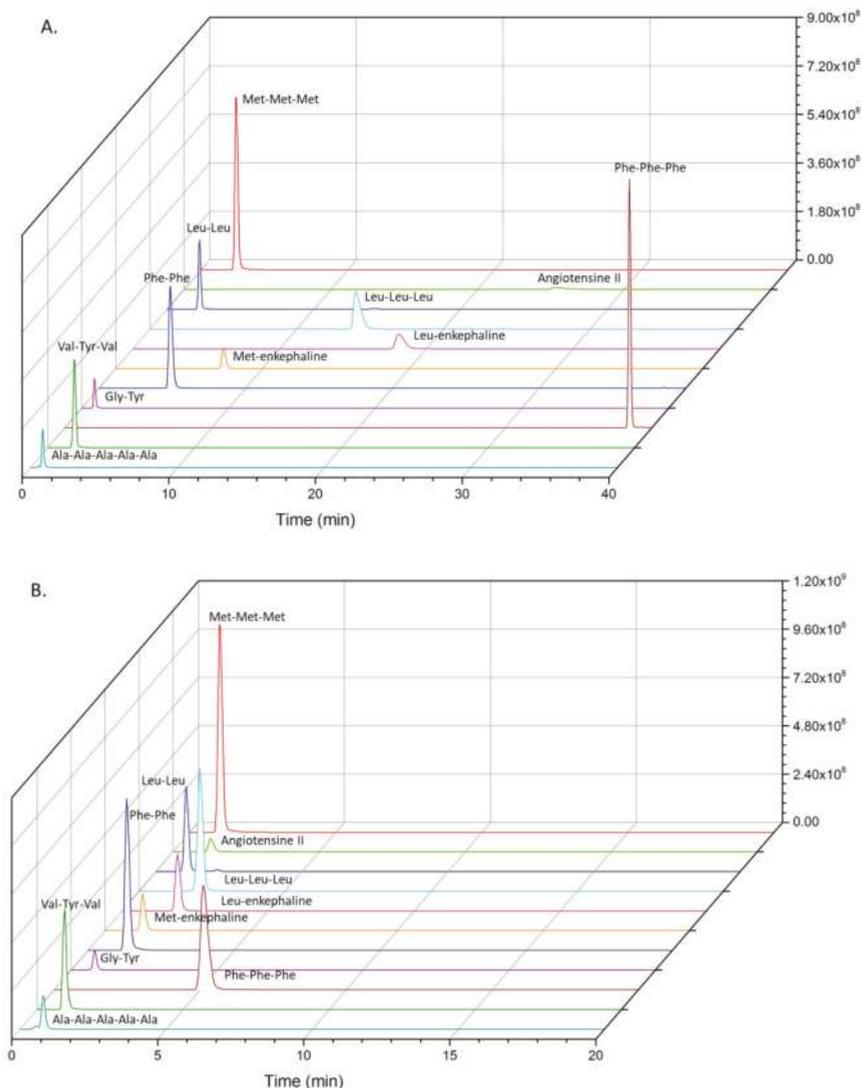 A.
9.00x10⁸
7.20x10⁸
5.40x10⁸
3.60x10⁸
1.80x10⁸
0.00
Met-Met-Met
Phe-Phe-Phe
Leu-Leu
Angiotensine II
Phe-Phe
Leu-Leu-Leu
Leu-enkephaline
Val-Tyr-Val
Met-enkephaline
Gly-Tyr
Ala-Ala-Ala-Ala-Ala
0 10 20 30 40
Time (min)
B.
1.20x10⁹
9.60x10⁸
7.20x10⁸
4.80x10⁸
2.40x10⁸
0.00
Met-Met-Met
Leu-Leu
Phe-Phe
Angiotensine II
Leu-Leu-Leu
Leu-enkephaline
Val-Tyr-Val
Met-enkephaline
Gly-Tyr
Phe-Phe-Phe
Ala-Ala-Ala-Ala-Ala
0 5 10 15 20
Time (min)